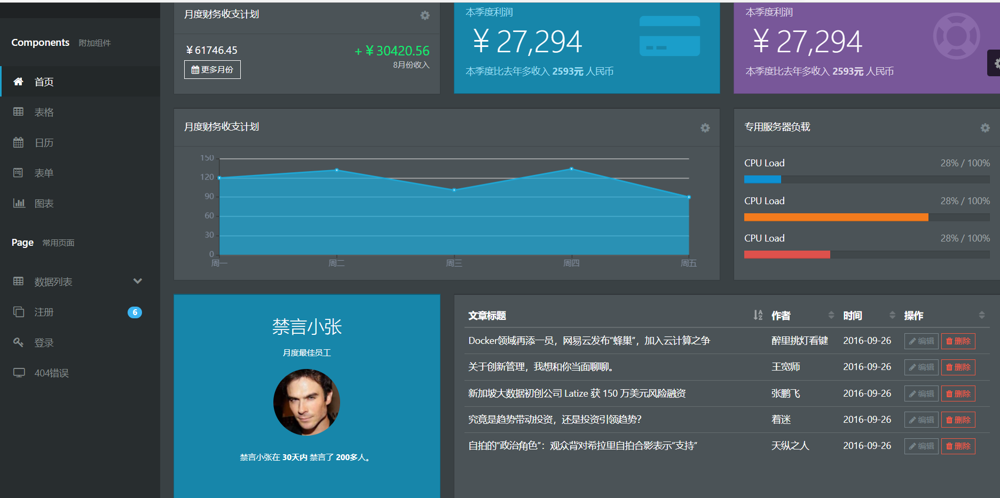 Components 附加组件
首页
表格
日历
表单
图表
Page 常用页面
数据列表
注册 6
登录
404错误
月度财务收支计划
¥61746.45
更多月份
+ ¥30420.56
8月份收入
本季度利润
¥27,294
本季度比去年多收入 2593元 人民币
本季度利润
¥27,294
本季度比去年多收入 2593元 人民币
月度财务收支计划
150
120
90
60
30
0
周一 周二 周三 周四 周五
专用服务器负载
CPU Load 28% / 100%
CPU Load 28% / 100%
CPU Load 28% / 100%
禁言小张
月度最佳员工
禁言小张在 30天内 禁言了 200多人。
文章标题 作者 时间 操作
Docker领域再添一员，网易云发布“蜂巢”，加入云计算之争 醉里挑灯看键 2016-09-26 编辑 删除
关于创新管理，我想和你当面聊聊。 王宽师 2016-09-26 编辑 删除
新加坡大数据初创公司 Latize 获 150 万美元风险融资 张鹏飞 2016-09-26 编辑 删除
究竟是趋势带动投资，还是投资引领趋势？ 着迷 2016-09-26 编辑 删除
自拍的“政治角色”：观众背对希拉里自拍合影表示“支持” 天纵之人 2016-09-26 编辑 删除